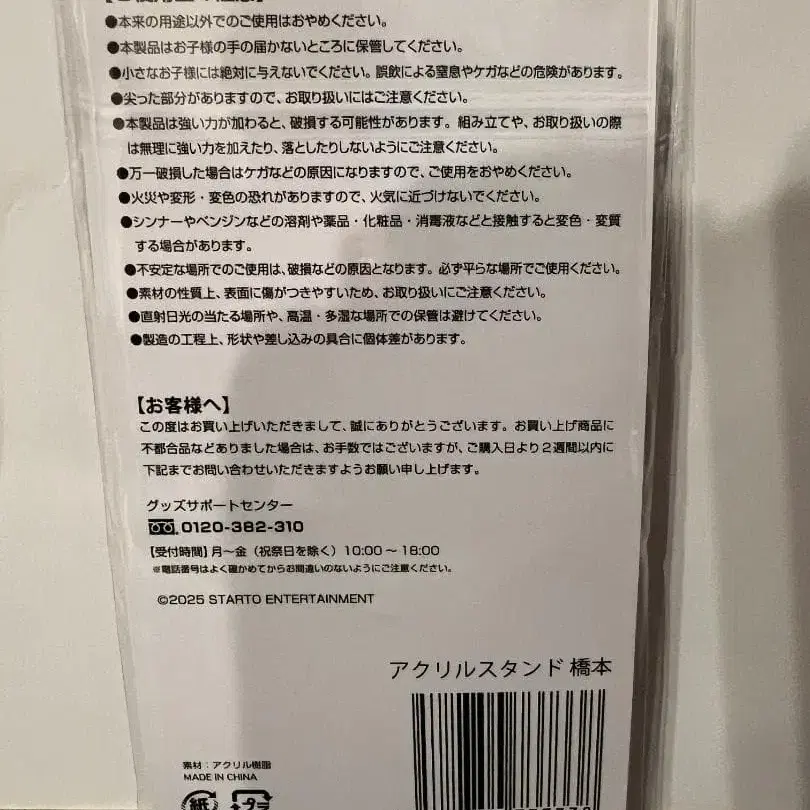 ●本来の用途以外でのご使用はおやめください。
●本製品はお子様の手の届かないところに保管してください。
●小さなお子様には絶対に与えないでください。誤飲による窒息やケガなどの危険があります。
●尖った部分がありますので、お取り扱いにはご注意ください。
●本製品は強い力が加わると、破損する可能性があります。組み立てや、お取り扱いの際
は無理に強い力を加えたり、落としたりしないようにご注意ください。
●万一破損した場合はケガなどの原因になりますので、ご使用をおやめください。
●火災や変形・変色の恐れがありますので、火気に近づけないでください。
●シンナーやベンジンなどの溶剤や薬品・化粧品・消毒液などと接触すると変色・変質
する場合があります。
●不安定な場所でのご使用は、破損などの原因となります。必ず平らな場所でご使用ください。
●素材の性質上、表面に傷がつきやすいため、お取り扱いにご注意ください。
●直射日光の当たる場所や、高温・多湿な場所での保管は避けてください。
●製造の工程上、形状や差し込みの具合に個体差があります。
【お客様へ】
この度はお買い上げいただきまして、誠にありがとうございます。お買い上げ商品に
不都合品などありました場合は、お手数ではございますが、ご購入日より2週間以内に
下記までお問い合わせいただきますようお願い申し上げます。
グッズサポートセンター
0120-382-310
【受付時間】月〜金（祝祭日を除く）10:00〜18:00
※電話番号はよく確かめてからお間違いのないようにご注意ください。
©2025 STARTO ENTERTAINMENT
アクリルスタンド 橋本
素材：アクリル樹脂
MADE IN CHINA
紙 プラ